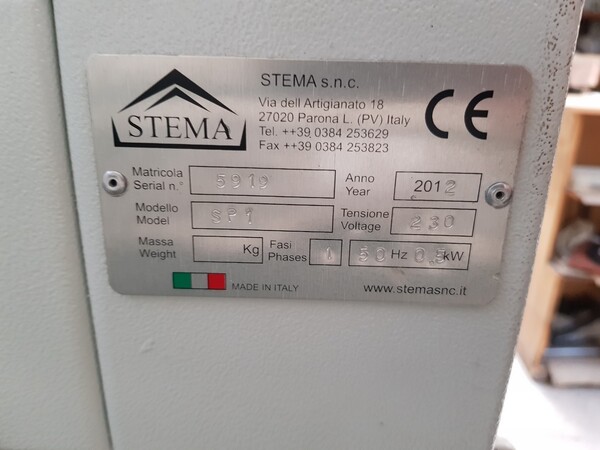 STEMA
STEMA s.n.c.
Via dell Artigianato 18
27020 Parona L. (PV) Italy
Tel. ++39 0384 253629
Fax ++39 0384 253823
CE
Matricola
Serial n.° 5919
Anno
Year 2012
Modello
Model SP1
Tensione
Voltage 230
Massa
Weight Kg
Fasi
Phases 1 50 Hz 0.5 kW
MADE IN ITALY
www.stemasnc.it